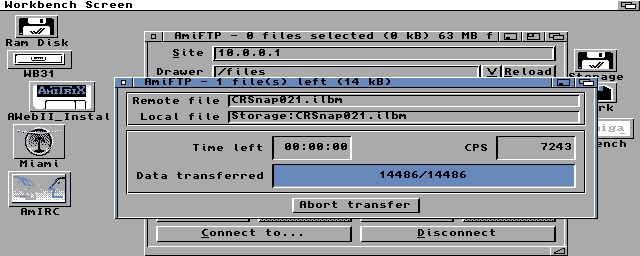 Workbench Screen
Ram Disk
WB31
AMITRIX
AWebII_Instal
Miami
AmIRC
AmiFTP - 0 files selected (0 kB) 63 MB f
Site 10.0.0.1
Drawer /files V Reload
Storage
AmiFTP - 1 file(s) left (14 kB)
Remote file CRSnap021.ilbm
Local file Storage:CRSnap021.ilbm
Time left 00:00:00 CPS 7243
Data transferred 14486/14486
Abort transfer
Connect to... Disconnect
rk
iga
ench